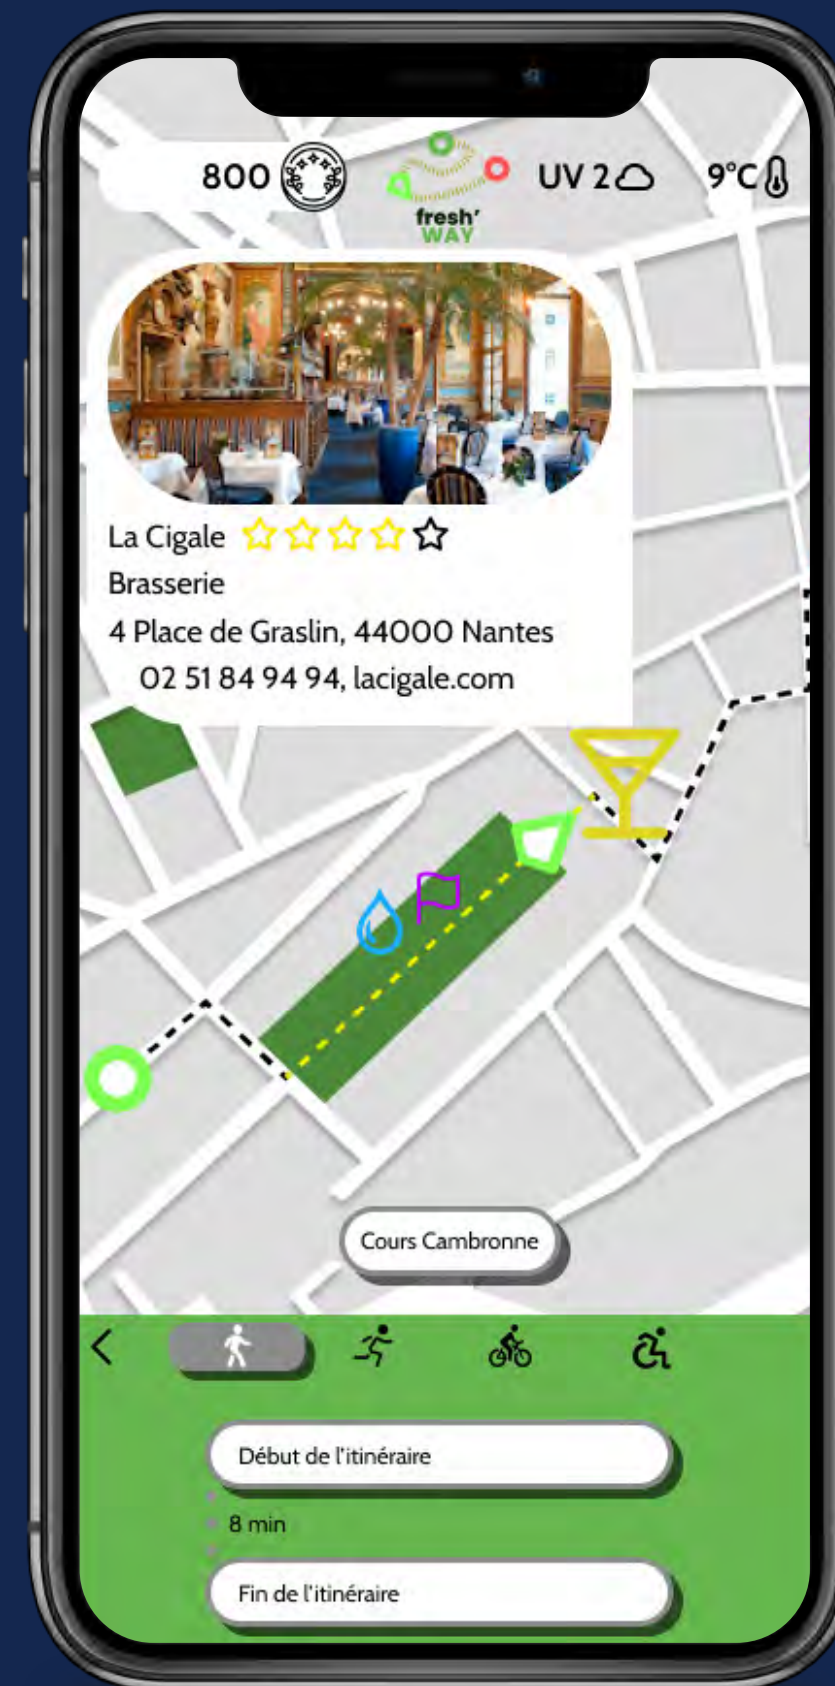 800
fresh'
WAY
UV 2
9°C
La Cigale
Brasserie
4 Place de Graslin, 44000 Nantes
02 51 84 94 94, lacigale.com
Cours Cambronne
Début de l'itinéraire
8 min
Fin de l'itinéraire